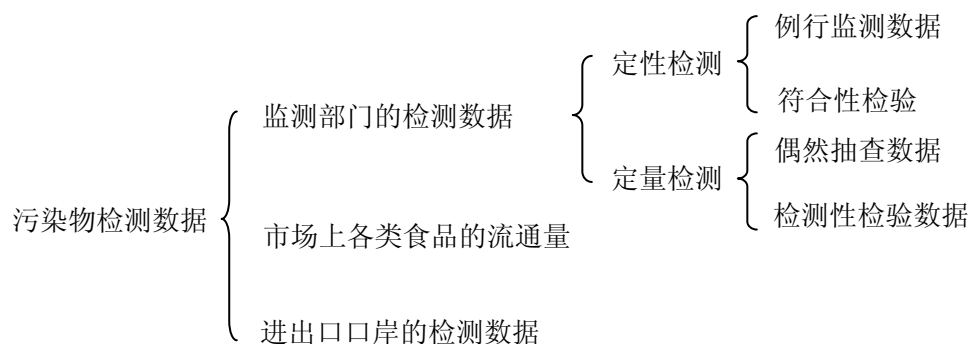 例行监测数据
定性检测
符合性检验
监测部门的检测数据
偶然抽查数据
定量检测
检测性检验数据
污染物检测数据
市场上各类食品的流通量
进出口口岸的检测数据